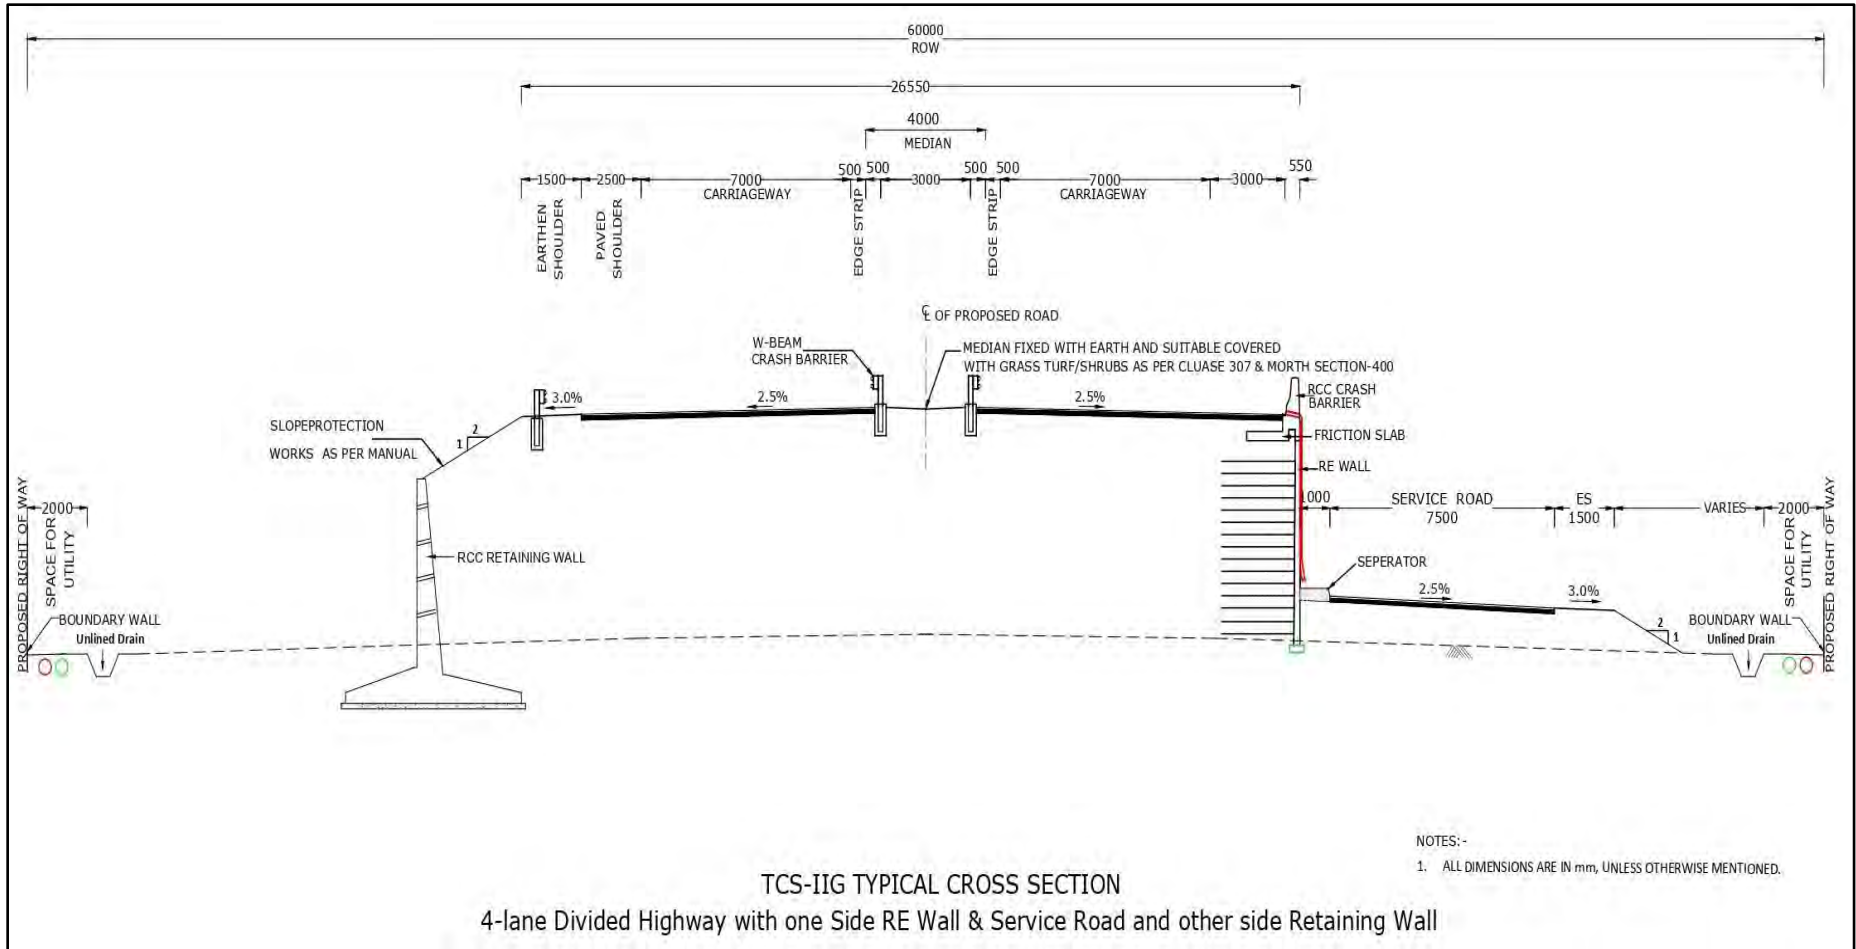 60000
ROW
26550
4000
MEDIAN
1500
2500
7000
CARRIAGEWAY
500
500
3000
500
500
7000
CARRIAGEWAY
3000
550
EARTHEN
SHOULDER
PAVED
SHOULDER
EDGE STRIP
EDGE STRIP
℄ OF PROPOSED ROAD
W-BEAM
CRASH BARRIER
MEDIAN FIXED WITH EARTH AND SUITABLE COVERED
WITH GRASS TURF/SHRUBS AS PER CLUASE 307 & MORTH SECTION-400
3.0%
2.5%
2.5%
RCC CRASH
BARRIER
SLOPEPROTECTION
WORKS AS PER MANUAL
2
1
FRICTION SLAB
RE WALL
PROPOSED RIGHT OF WAY
2000
SPACE FOR
UTILITY
1000
SERVICE ROAD
7500
ES
1500
VARIES
2000
SPACE FOR
UTILITY
PROPOSED RIGHT OF WAY
RCC RETAINING WALL
SEPERATOR
2.5%
3.0%
2
1
BOUNDARY WALL
Unlined Drain
BOUNDARY WALL
Unlined Drain
NOTES: -
1. ALL DIMENSIONS ARE IN mm, UNLESS OTHERWISE MENTIONED.
TCS-IIG TYPICAL CROSS SECTION
4-lane Divided Highway with one Side RE Wall & Service Road and other side Retaining Wall